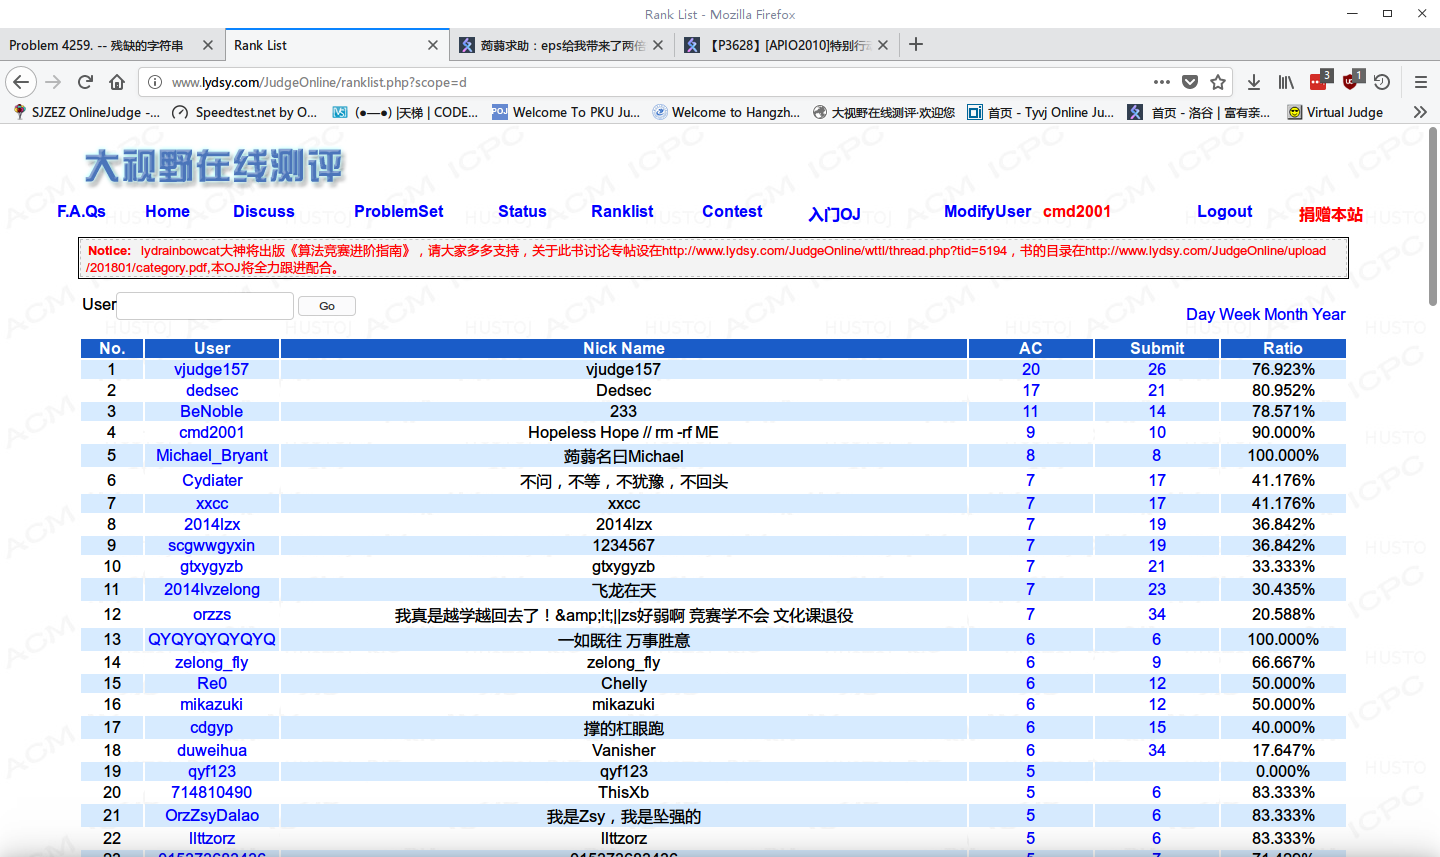 Rank List - Mozilla Firefox
Problem 4259. -- 残缺的字符串
Rank List
蒟蒻求助：eps给我带来了两倍
【P3628】[APIO2010]特别行动
www.lydsy.com/JudgeOnline/ranklist.php?scope=d
3
1
SJZEZ OnlineJudge -...
Speedtest.net by O...
(●—●) |天梯 | CODE...
Welcome To PKU Ju...
Welcome to Hangzh...
大视野在线测评·欢迎您
首页 - Tyvj Online Ju...
首页 - 洛谷 | 富有亲...
Virtual Judge
大视野在线测评
F.A.Qs Home Discuss ProblemSet Status Ranklist Contest 入门OJ ModifyUser cmd2001 Logout 捐赠本站
Notice: lydrainbowcat大神将出版《算法竞赛进阶指南》，请大家多多支持，关于此书讨论专帖设在http://www.lydsy.com/JudgeOnline/wttl/thread.php?tid=5194，书的目录在http://www.lydsy.com/JudgeOnline/upload
/201801/category.pdf,本OJ将全力跟进配合。
User Go
Day Week Month Year
No. User Nick Name AC Submit Ratio
1 vjudge157 vjudge157 20 26 76.923%
2 dedsec Dedsec 17 21 80.952%
3 BeNoble 233 11 14 78.571%
4 cmd2001 Hopeless Hope // rm -rf ME 9 10 90.000%
5 Michael_Bryant 蒟蒻名曰Michael 8 8 100.000%
6 Cydiater 不问，不等，不犹豫，不回头 7 17 41.176%
7 xxcc xxcc 7 17 41.176%
8 2014lzx 2014lzx 7 19 36.842%
9 scgwwgyxin 1234567 7 19 36.842%
10 gtxygyzb gtxygyzb 7 21 33.333%
11 2014lvzelong 飞龙在天 7 23 30.435%
12 orzzs 我真是越学越回去了！&amp;lt;||zs好弱啊 竞赛学不会 文化课退役 7 34 20.588%
13 QYQYQYQYQYQ 一如既往 万事胜意 6 6 100.000%
14 zelong_fly zelong_fly 6 9 66.667%
15 Re0 Chelly 6 12 50.000%
16 mikazuki mikazuki 6 12 50.000%
17 cdgyp 撑的杠眼跑 6 15 40.000%
18 duweihua Vanisher 6 34 17.647%
19 qyf123 qyf123 5 0.000%
20 714810490 ThisXb 5 6 83.333%
21 OrzZsyDalao 我是Zsy，我是坠强的 5 6 83.333%
22 llttzorz llttzorz 5 6 83.333%